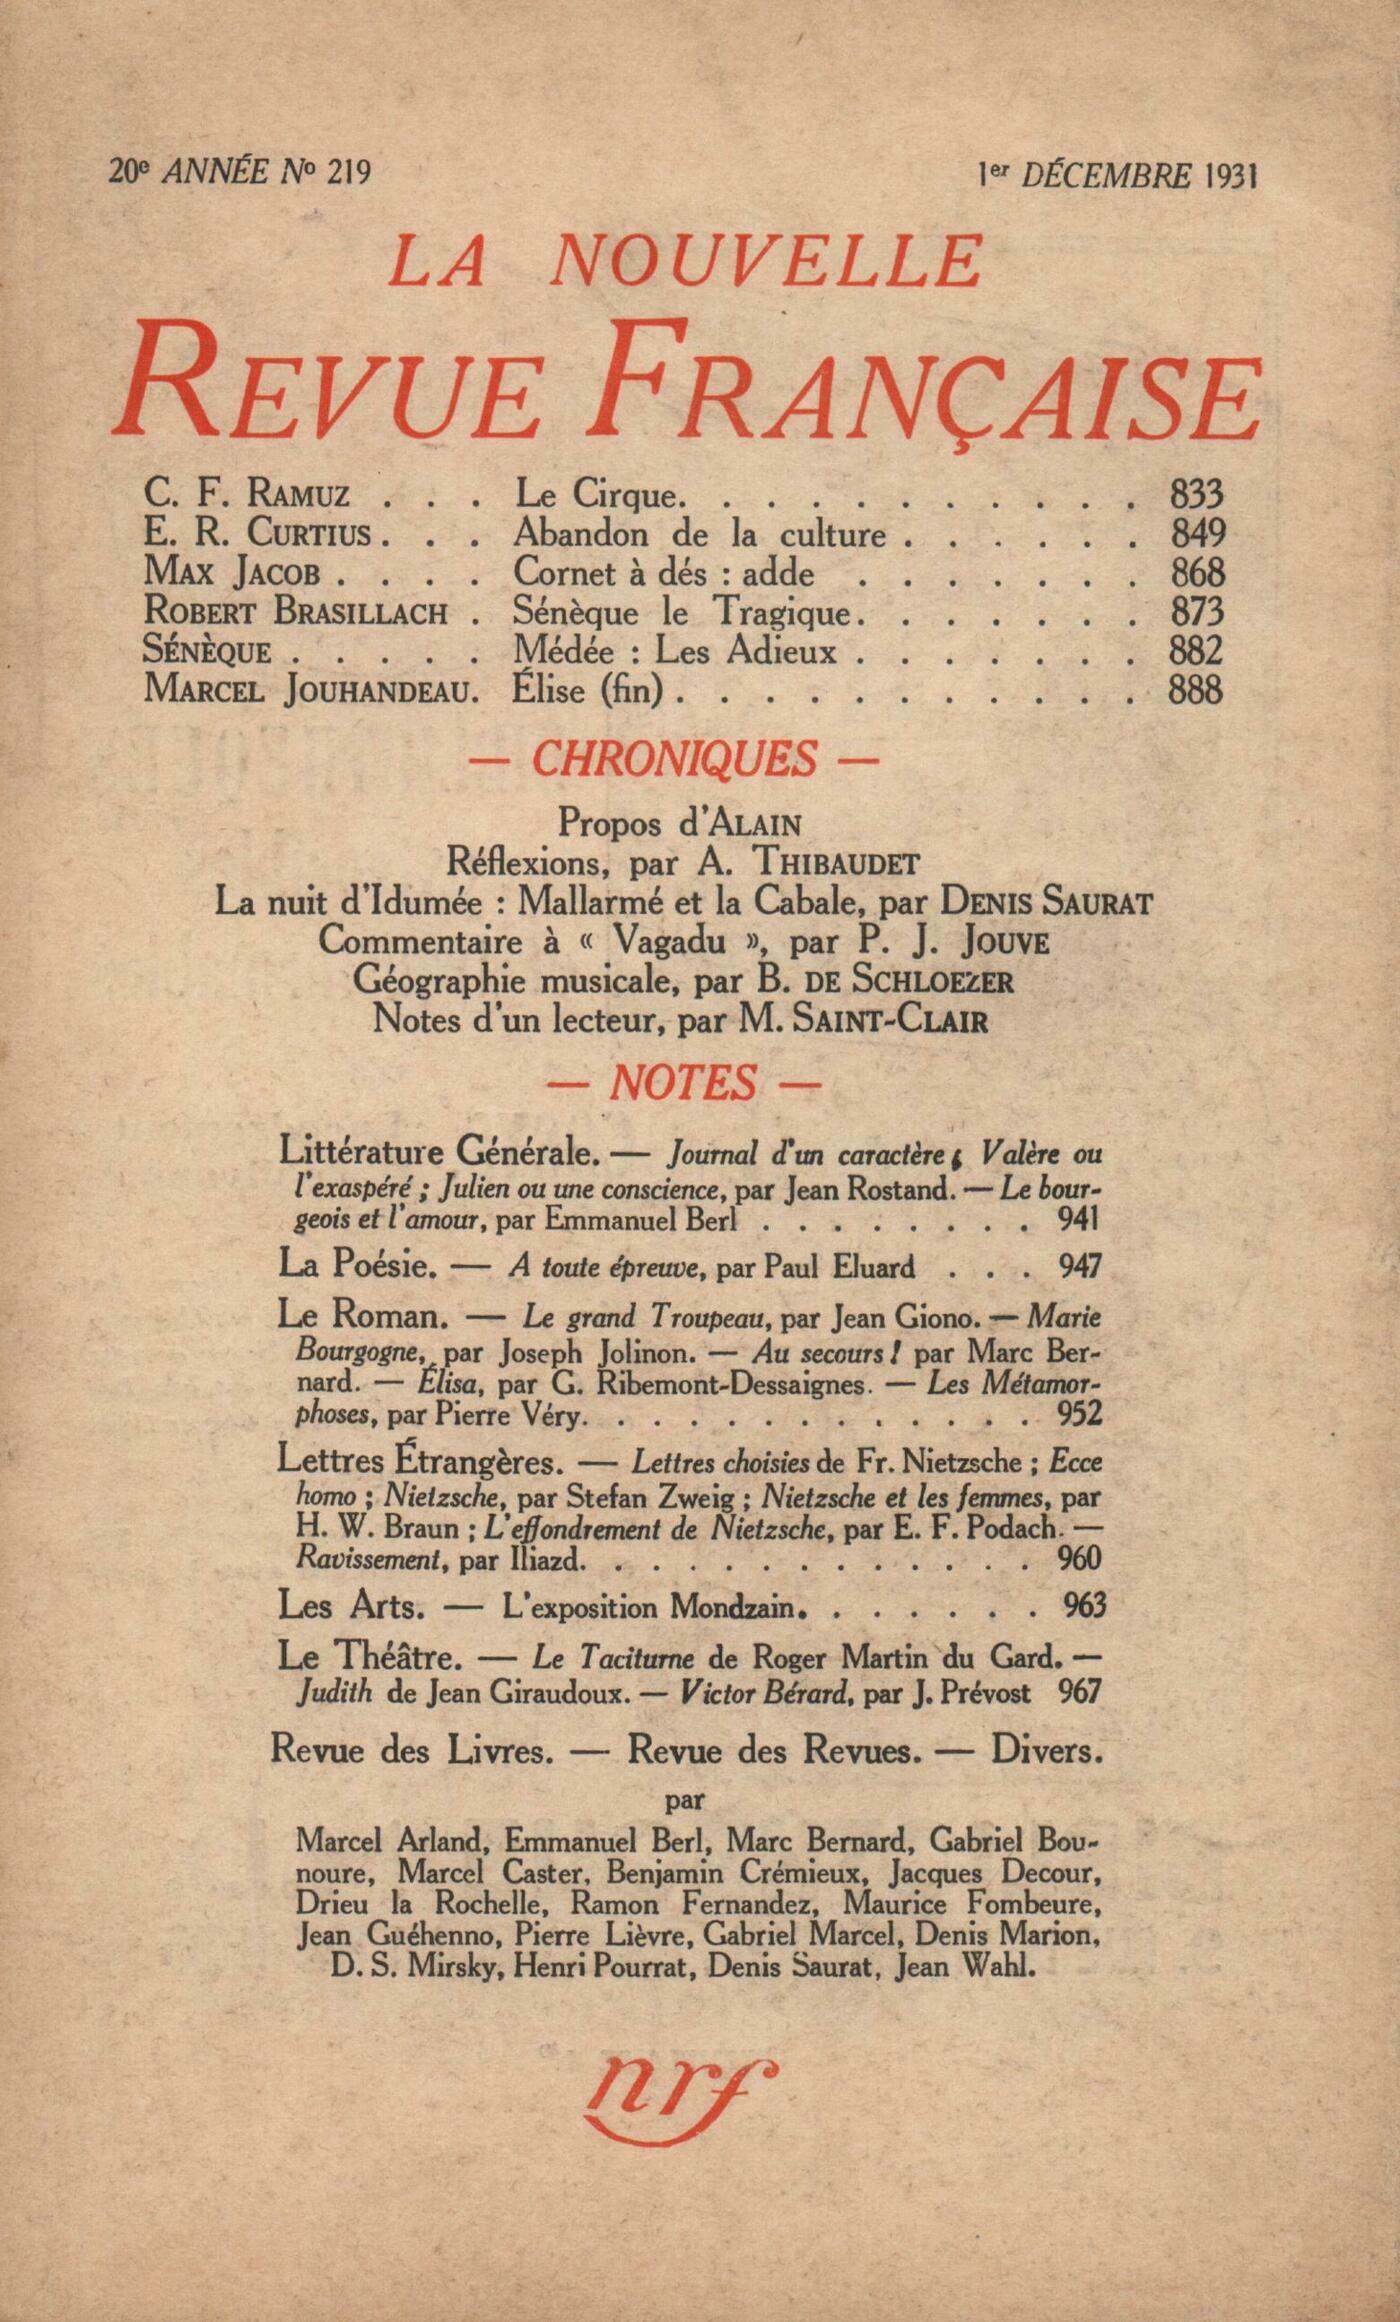 20e ANNÉE No 219
1er DÉCEMBRE 1931
LA NOUVELLE
REVUE FRANÇAISE
C. F. RAMUZ . . . Le Cirque. . . . . . . . . . . 833
E. R. CURTIUS . . . Abandon de la culture . . . . . . 849
MAX JACOB . . . . Cornet à dés : adde . . . . . . . 868
ROBERT BRASILLACH . Sénèque le Tragique. . . . . . . 873
SÉNÈQUE . . . . . Médée : Les Adieux . . . . . . . 882
MARCEL JOUHANDEAU. Élise (fin) . . . . . . . . . . . 888
— CHRONIQUES —
Propos d'ALAIN
Réflexions, par A. THIBAUDET
La nuit d'Idumée : Mallarmé et la Cabale, par DENIS SAURAT
Commentaire à « Vagadu », par P. J. JOUVE
Géographie musicale, par B. DE SCHLOEZER
Notes d'un lecteur, par M. SAINT-CLAIR
— NOTES —
Littérature Générale. — Journal d'un caractère ; Valère ou
l'exaspéré ; Julien ou une conscience, par Jean Rostand. — Le bour-
geois et l'amour, par Emmanuel Berl . . . . . . . . 941
La Poésie. — A toute épreuve, par Paul Eluard . . . 947
Le Roman. — Le grand Troupeau, par Jean Giono. — Marie
Bourgogne, par Joseph Jolinon. — Au secours ! par Marc Ber-
nard. — Élisa, par G. Ribemont-Dessaignes. — Les Métamor-
phoses, par Pierre Véry. . . . . . . . . . . . . 952
Lettres Étrangères. — Lettres choisies de Fr. Nietzsche ; Ecce
homo ; Nietzsche, par Stefan Zweig ; Nietzsche et les femmes, par
H. W. Braun ; L'effondrement de Nietzsche, par E. F. Podach. —
Ravissement, par Iliazd. . . . . . . . . . . . . 960
Les Arts. — L'exposition Mondzain. . . . . . . 963
Le Théâtre. — Le Taciturne de Roger Martin du Gard. —
Judith de Jean Giraudoux. — Victor Bérard, par J. Prévost 967
Revue des Livres. — Revue des Revues. — Divers.
par
Marcel Arland, Emmanuel Berl, Marc Bernard, Gabriel Bou-
noure, Marcel Caster, Benjamin Crémieux, Jacques Decour,
Drieu la Rochelle, Ramon Fernandez, Maurice Fombeure,
Jean Guéhenno, Pierre Lièvre, Gabriel Marcel, Denis Marion,
D. S. Mirsky, Henri Pourrat, Denis Saurat, Jean Wahl.
nrf